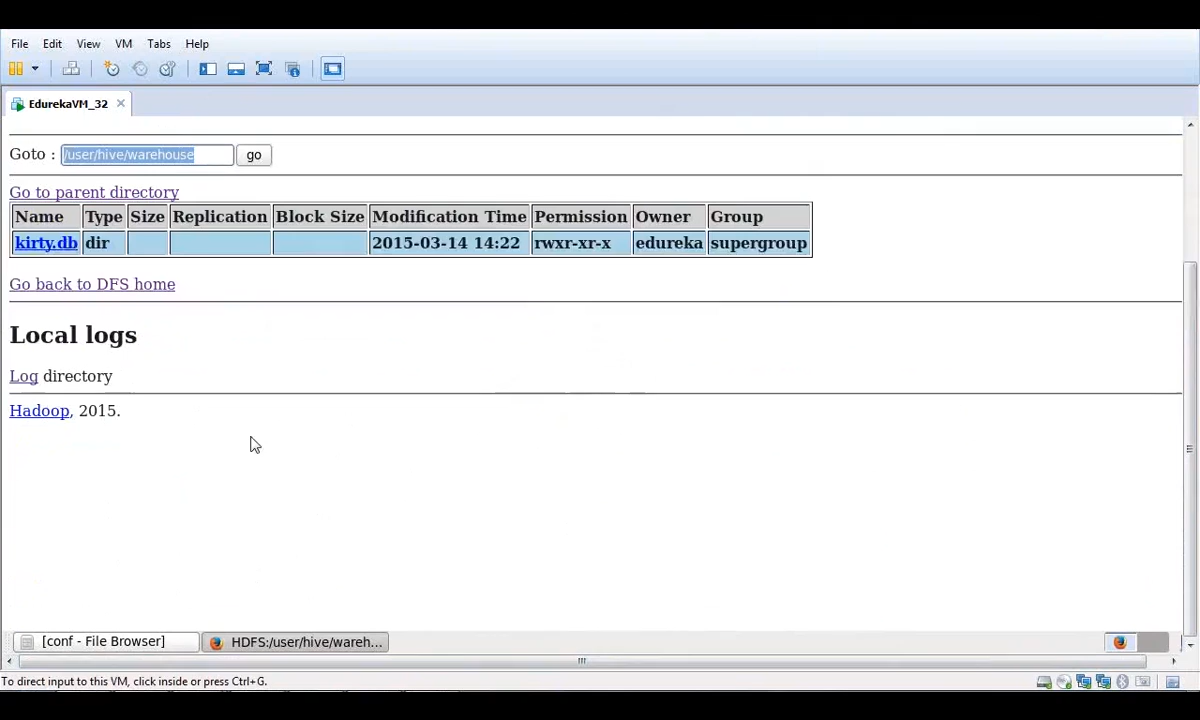 File Edit View VM Tabs Help
EdurekaVM_32
Goto : /user/hive/warehouse go
Go to parent directory
Name Type Size Replication Block Size Modification Time Permission Owner Group
kirty.db dir 2015-03-14 14:22 rwxr-xr-x edureka supergroup
Go back to DFS home
Local logs
Log directory
Hadoop, 2015.
[conf - File Browser] HDFS:/user/hive/wareh...
To direct input to this VM, click inside or press Ctrl+G.